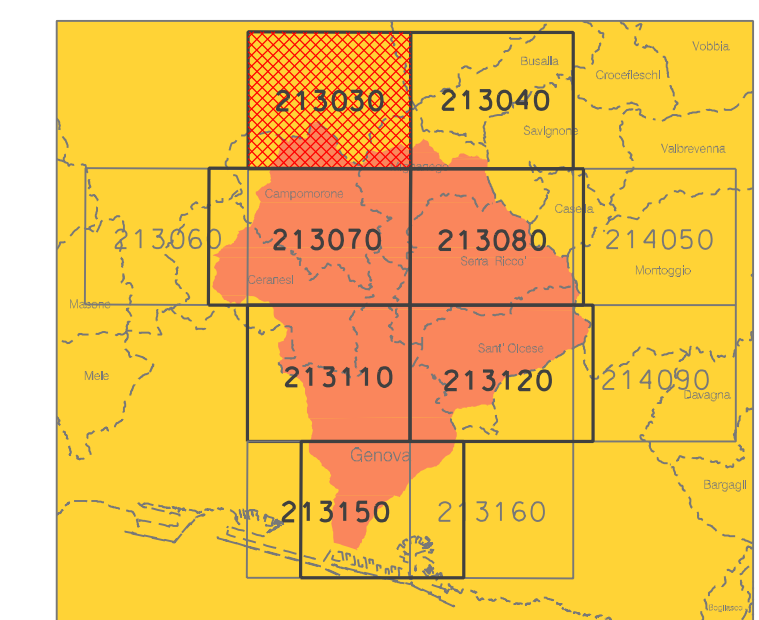 Vobbia
Busalla
Crocefieschi
213030
213040
Savignone
Valbrevenna
Campomorone
Casella
213060
213070
213080
214050
Serra Ricco'
Montoggio
Ceranesi
Masone
Sant' Olcese
Mele
213110
213120
214090
Davagna
Genova
Bargagli
213150
213160
Bogliasco